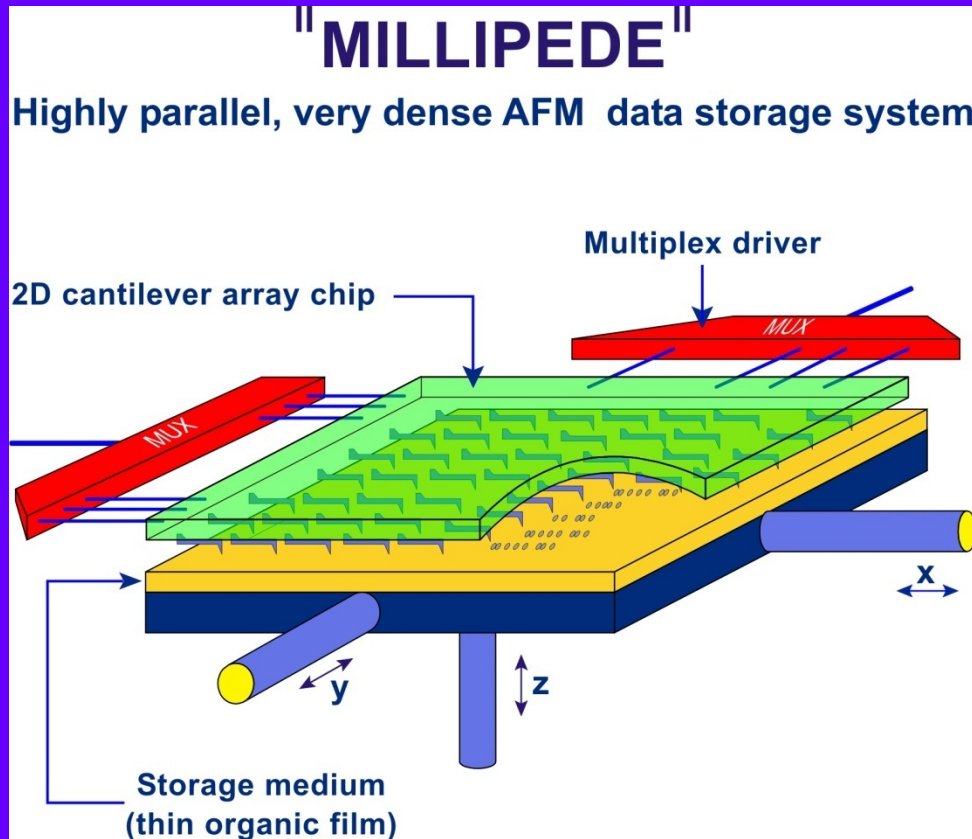 "MILLIPEDE"
Highly parallel, very dense AFM data storage system
Multiplex driver
2D cantilever array chip
MUX
MUX
x
y
z
Storage medium
(thin organic film)